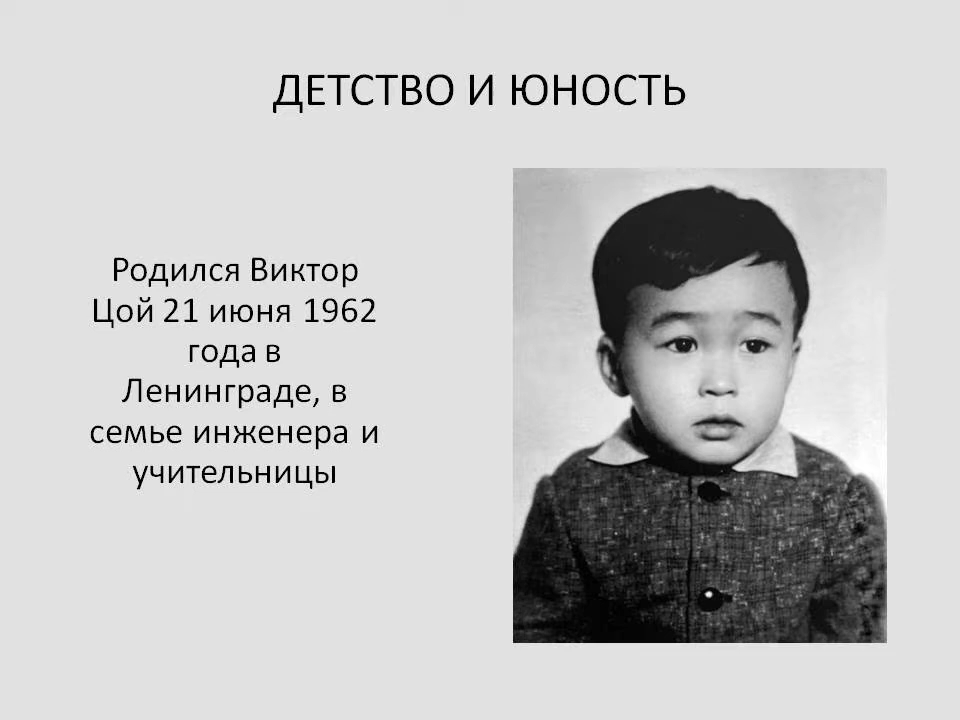 ДЕТСТВО И ЮНОСТЬ
Родился Виктор
Цой 21 июня 1962
года в
Ленинграде, в
семье инженера и
учительницы